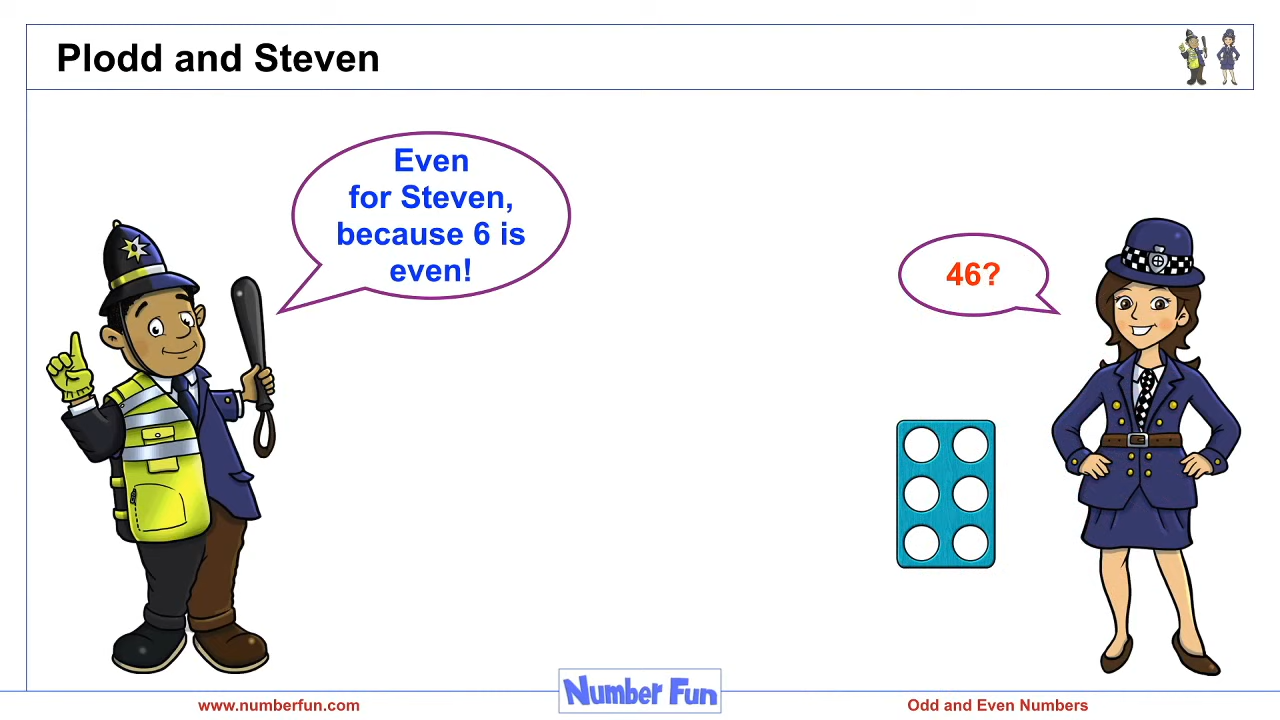 Plodd and Steven
Even
for Steven,
because 6 is
even!
46?
www.numberfun.com
Number Fun
Odd and Even Numbers